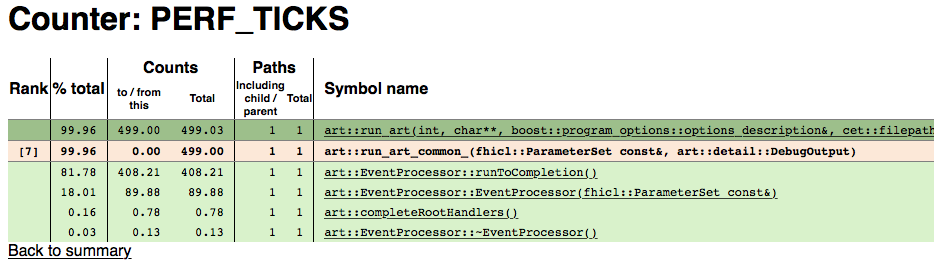 Counter: PERF_TICKS
Rank % total Counts Paths Symbol name
to / from this Total Including child / parent Total
99.96 499.00 499.03 1 1 art::run_art(int, char**, boost::program_options::options_description&, cet::filepath
[7] 99.96 0.00 499.00 1 1 art::run_art_common_(fhicl::ParameterSet const&, art::detail::DebugOutput)
81.78 408.21 408.21 1 1 art::EventProcessor::runToCompletion()
18.01 89.88 89.88 1 1 art::EventProcessor::EventProcessor(fhicl::ParameterSet const&)
0.16 0.78 0.78 1 1 art::completeRootHandlers()
0.03 0.13 0.13 1 1 art::EventProcessor::~EventProcessor()
Back to summary